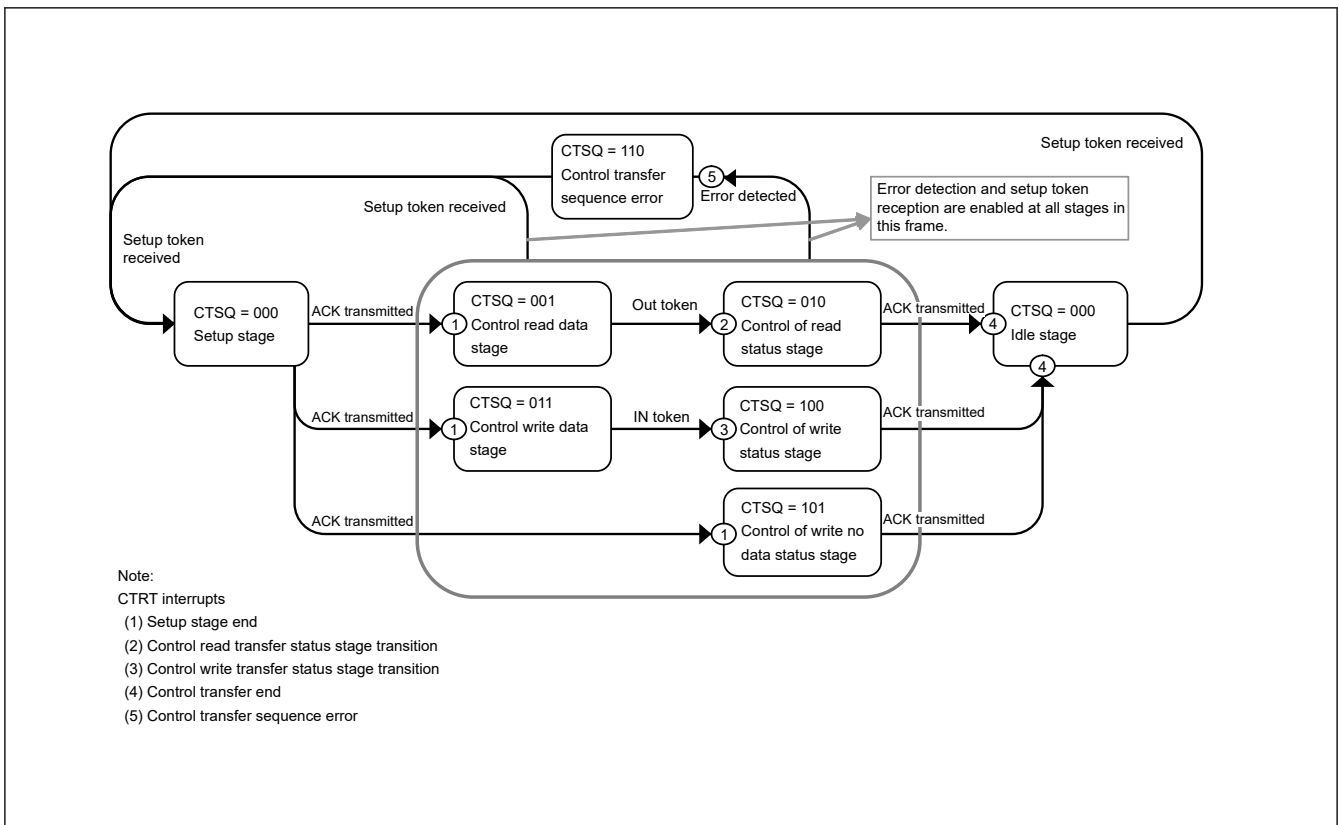 Setup token received
CTSQ = 110
Control transfer
sequence error
5
Error detected
Setup token received
Error detection and setup token
reception are enabled at all stages in
this frame.
Setup token
received
CTSQ = 000
Setup stage
ACK transmitted
1
CTSQ = 001
Control read data
stage
Out token
2
CTSQ = 010
Control of read
status stage
ACK transmitted
4
CTSQ = 000
Idle stage
4
ACK transmitted
1
CTSQ = 011
Control write data
stage
IN token
3
CTSQ = 100
Control of write
status stage
ACK transmitted
ACK transmitted
1
CTSQ = 101
Control of write no
data status stage
ACK transmitted
Note:
CTRT interrupts
(1) Setup stage end
(2) Control read transfer status stage transition
(3) Control write transfer status stage transition
(4) Control transfer end
(5) Control transfer sequence error